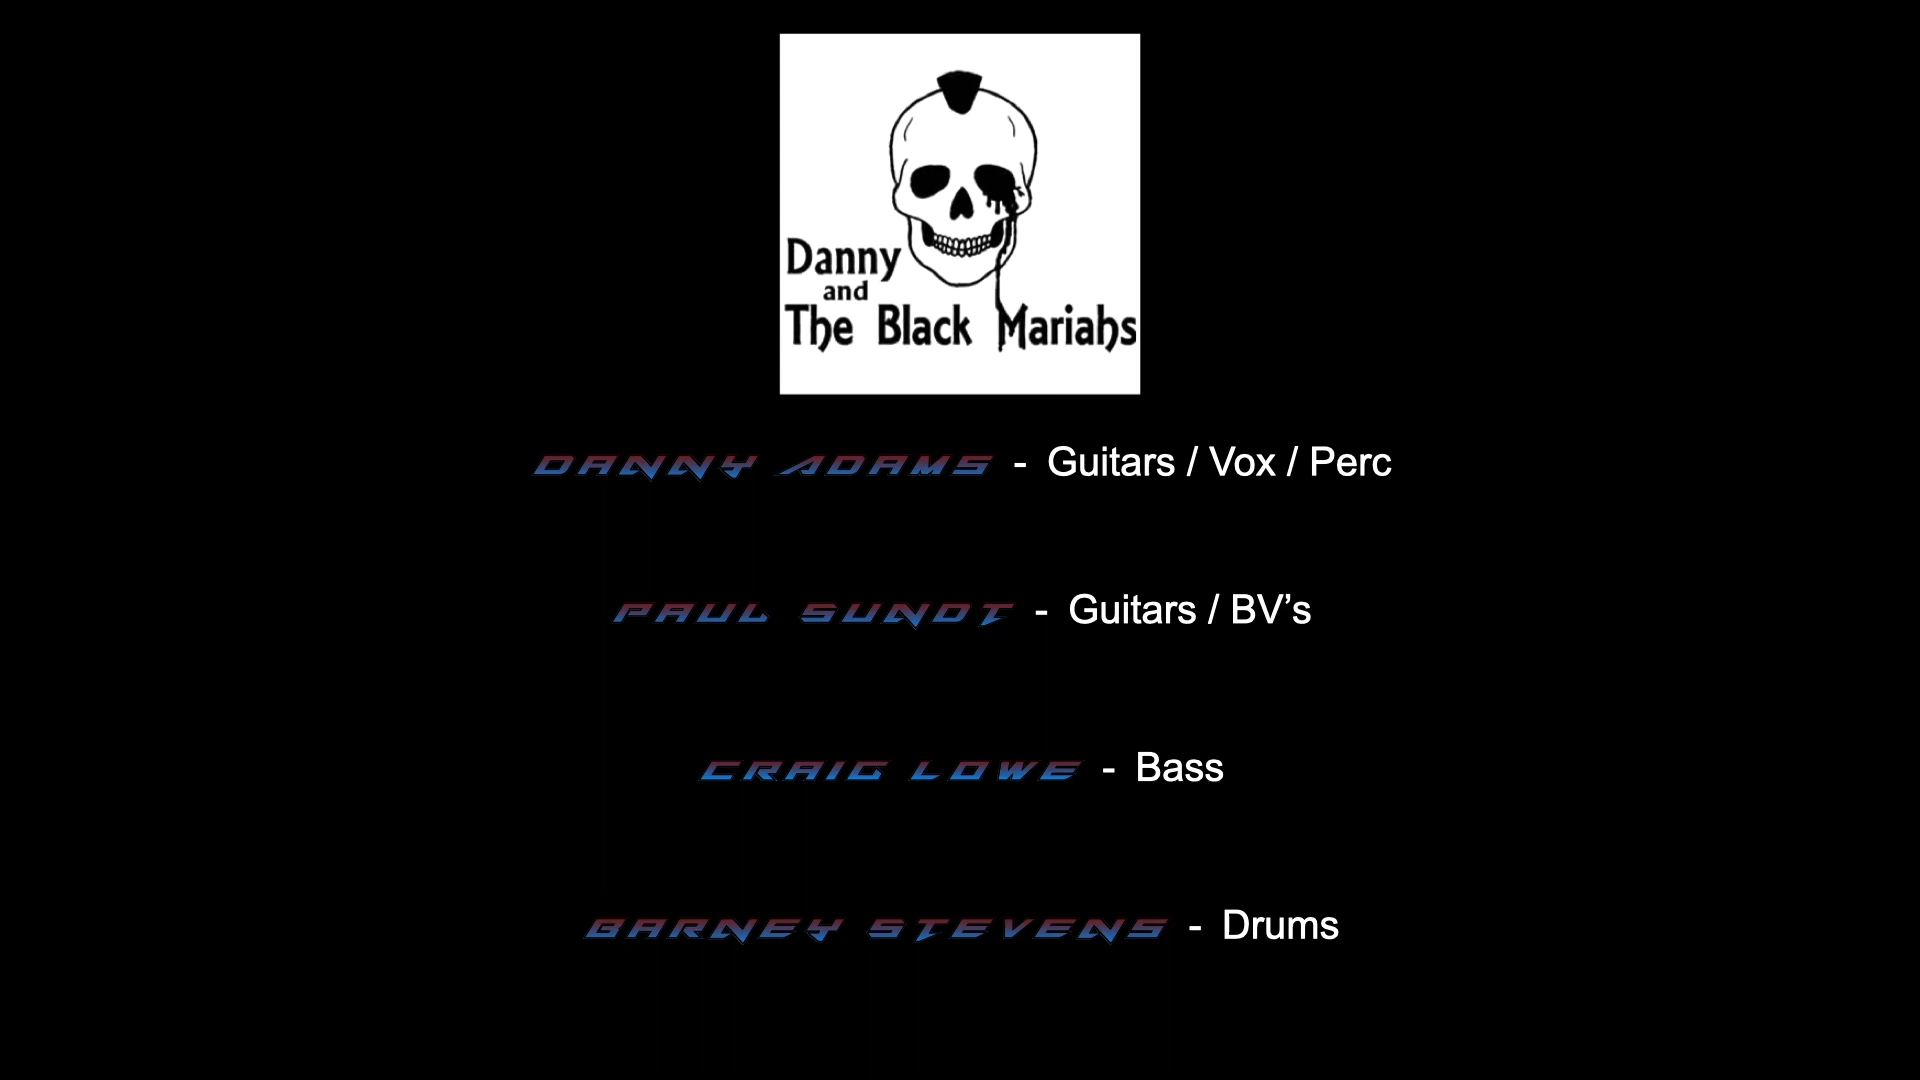 Danny
and
The Black Mariahs
DANNY ADAMS - Guitars / Vox / Perc
PAUL SUNDT - Guitars / BV’s
CRAIG LOWE - Bass
BARNEY STEVENS - Drums